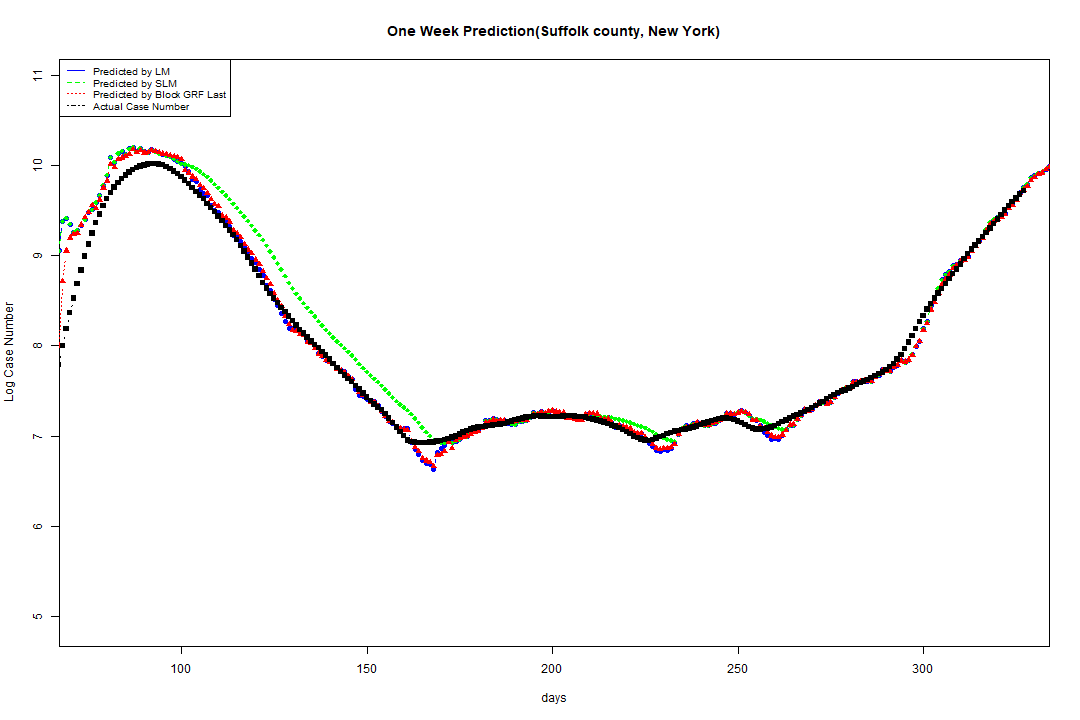 One Week Prediction(Suffolk county, New York)
Predicted by LM
Predicted by SLM
Predicted by Block GRF Last
Actual Case Number
11
10
9
8
7
6
5
Log Case Number
100 150 200 250 300
days